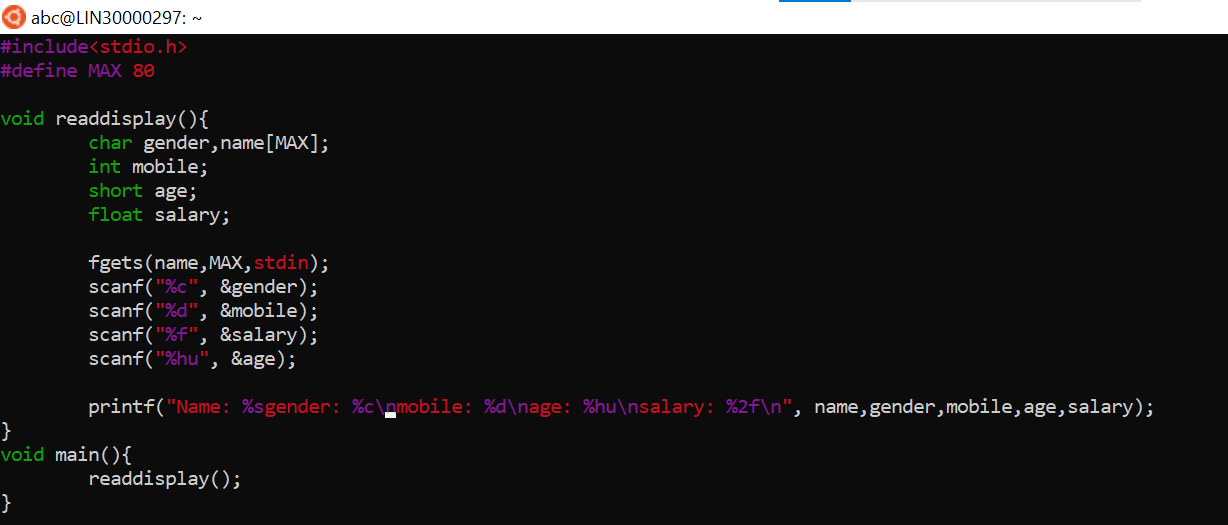 abc@LIN30000297: ~
#include<stdio.h>
#define MAX 80
void readdisplay(){
char gender,name[MAX];
int mobile;
short age;
float salary;
fgets(name,MAX,stdin);
scanf("%c", &gender);
scanf("%d", &mobile);
scanf("%f", &salary);
scanf("%hu", &age);
printf("Name: %sgender: %c\nmobile: %d\nage: %hu\nsalary: %2f\n", name,gender,mobile,age,salary);
}
void main(){
readdisplay();
}